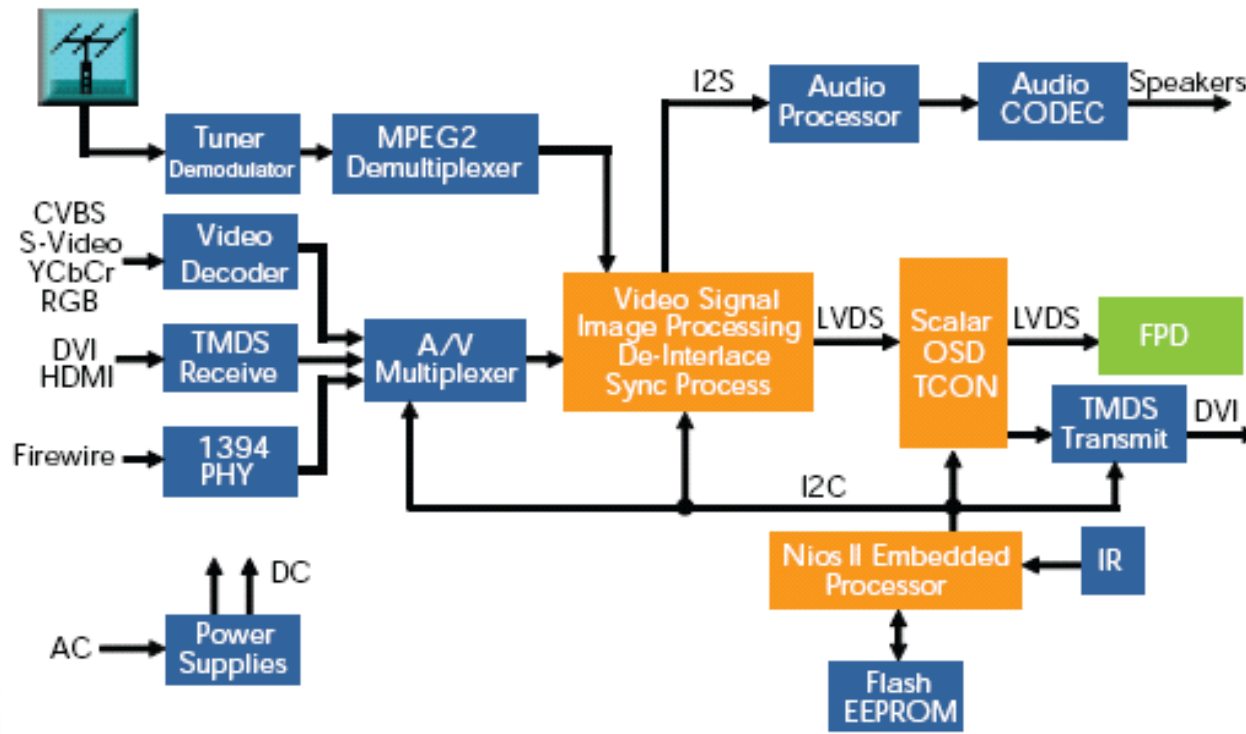 I2S
Audio
Processor
Audio
CODEC
Speakers
Tuner
Demodulator
MPEG2
Demultiplexer
CVBS
S-Video
YCbCr
RGB
Video
Decoder
DVI
HDMI
TMDS
Receive
A/V
Multiplexer
Video Signal
Image Processing
De-Interlace
Sync Process
LVDS
Scalar
OSD
TCON
LVDS
FPD
TMDS
Transmit
DVI
Firewire
1394
PHY
I2C
Nios II Embedded
Processor
IR
DC
AC
Power
Supplies
Flash
EEPROM